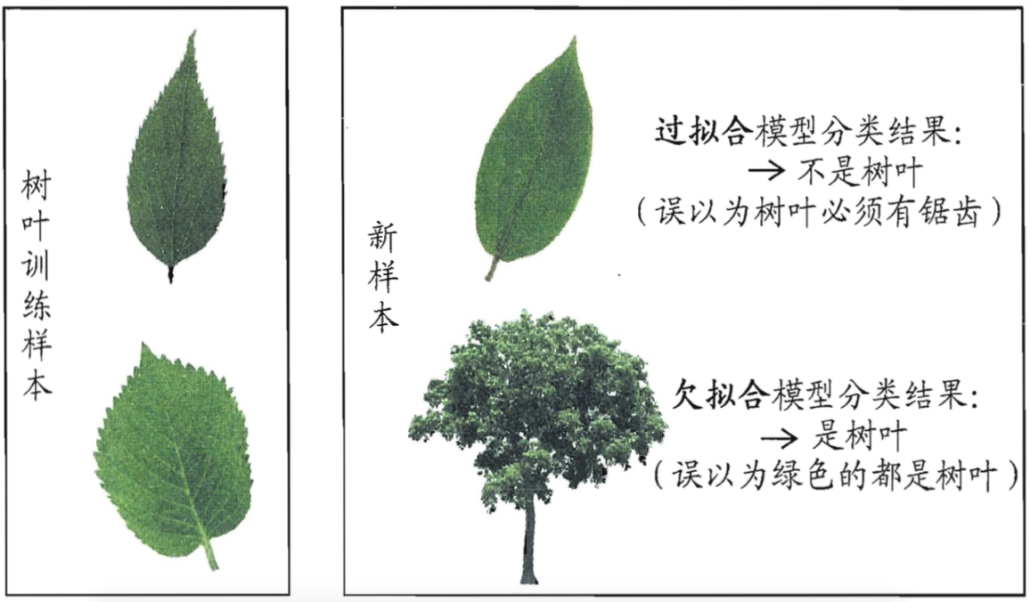 树叶训练样本
新样本
过拟合模型分类结果：
→ 不是树叶
（误以为树叶必须有锯齿）
欠拟合模型分类结果：
→ 是树叶
（误以为绿色的都是树叶）